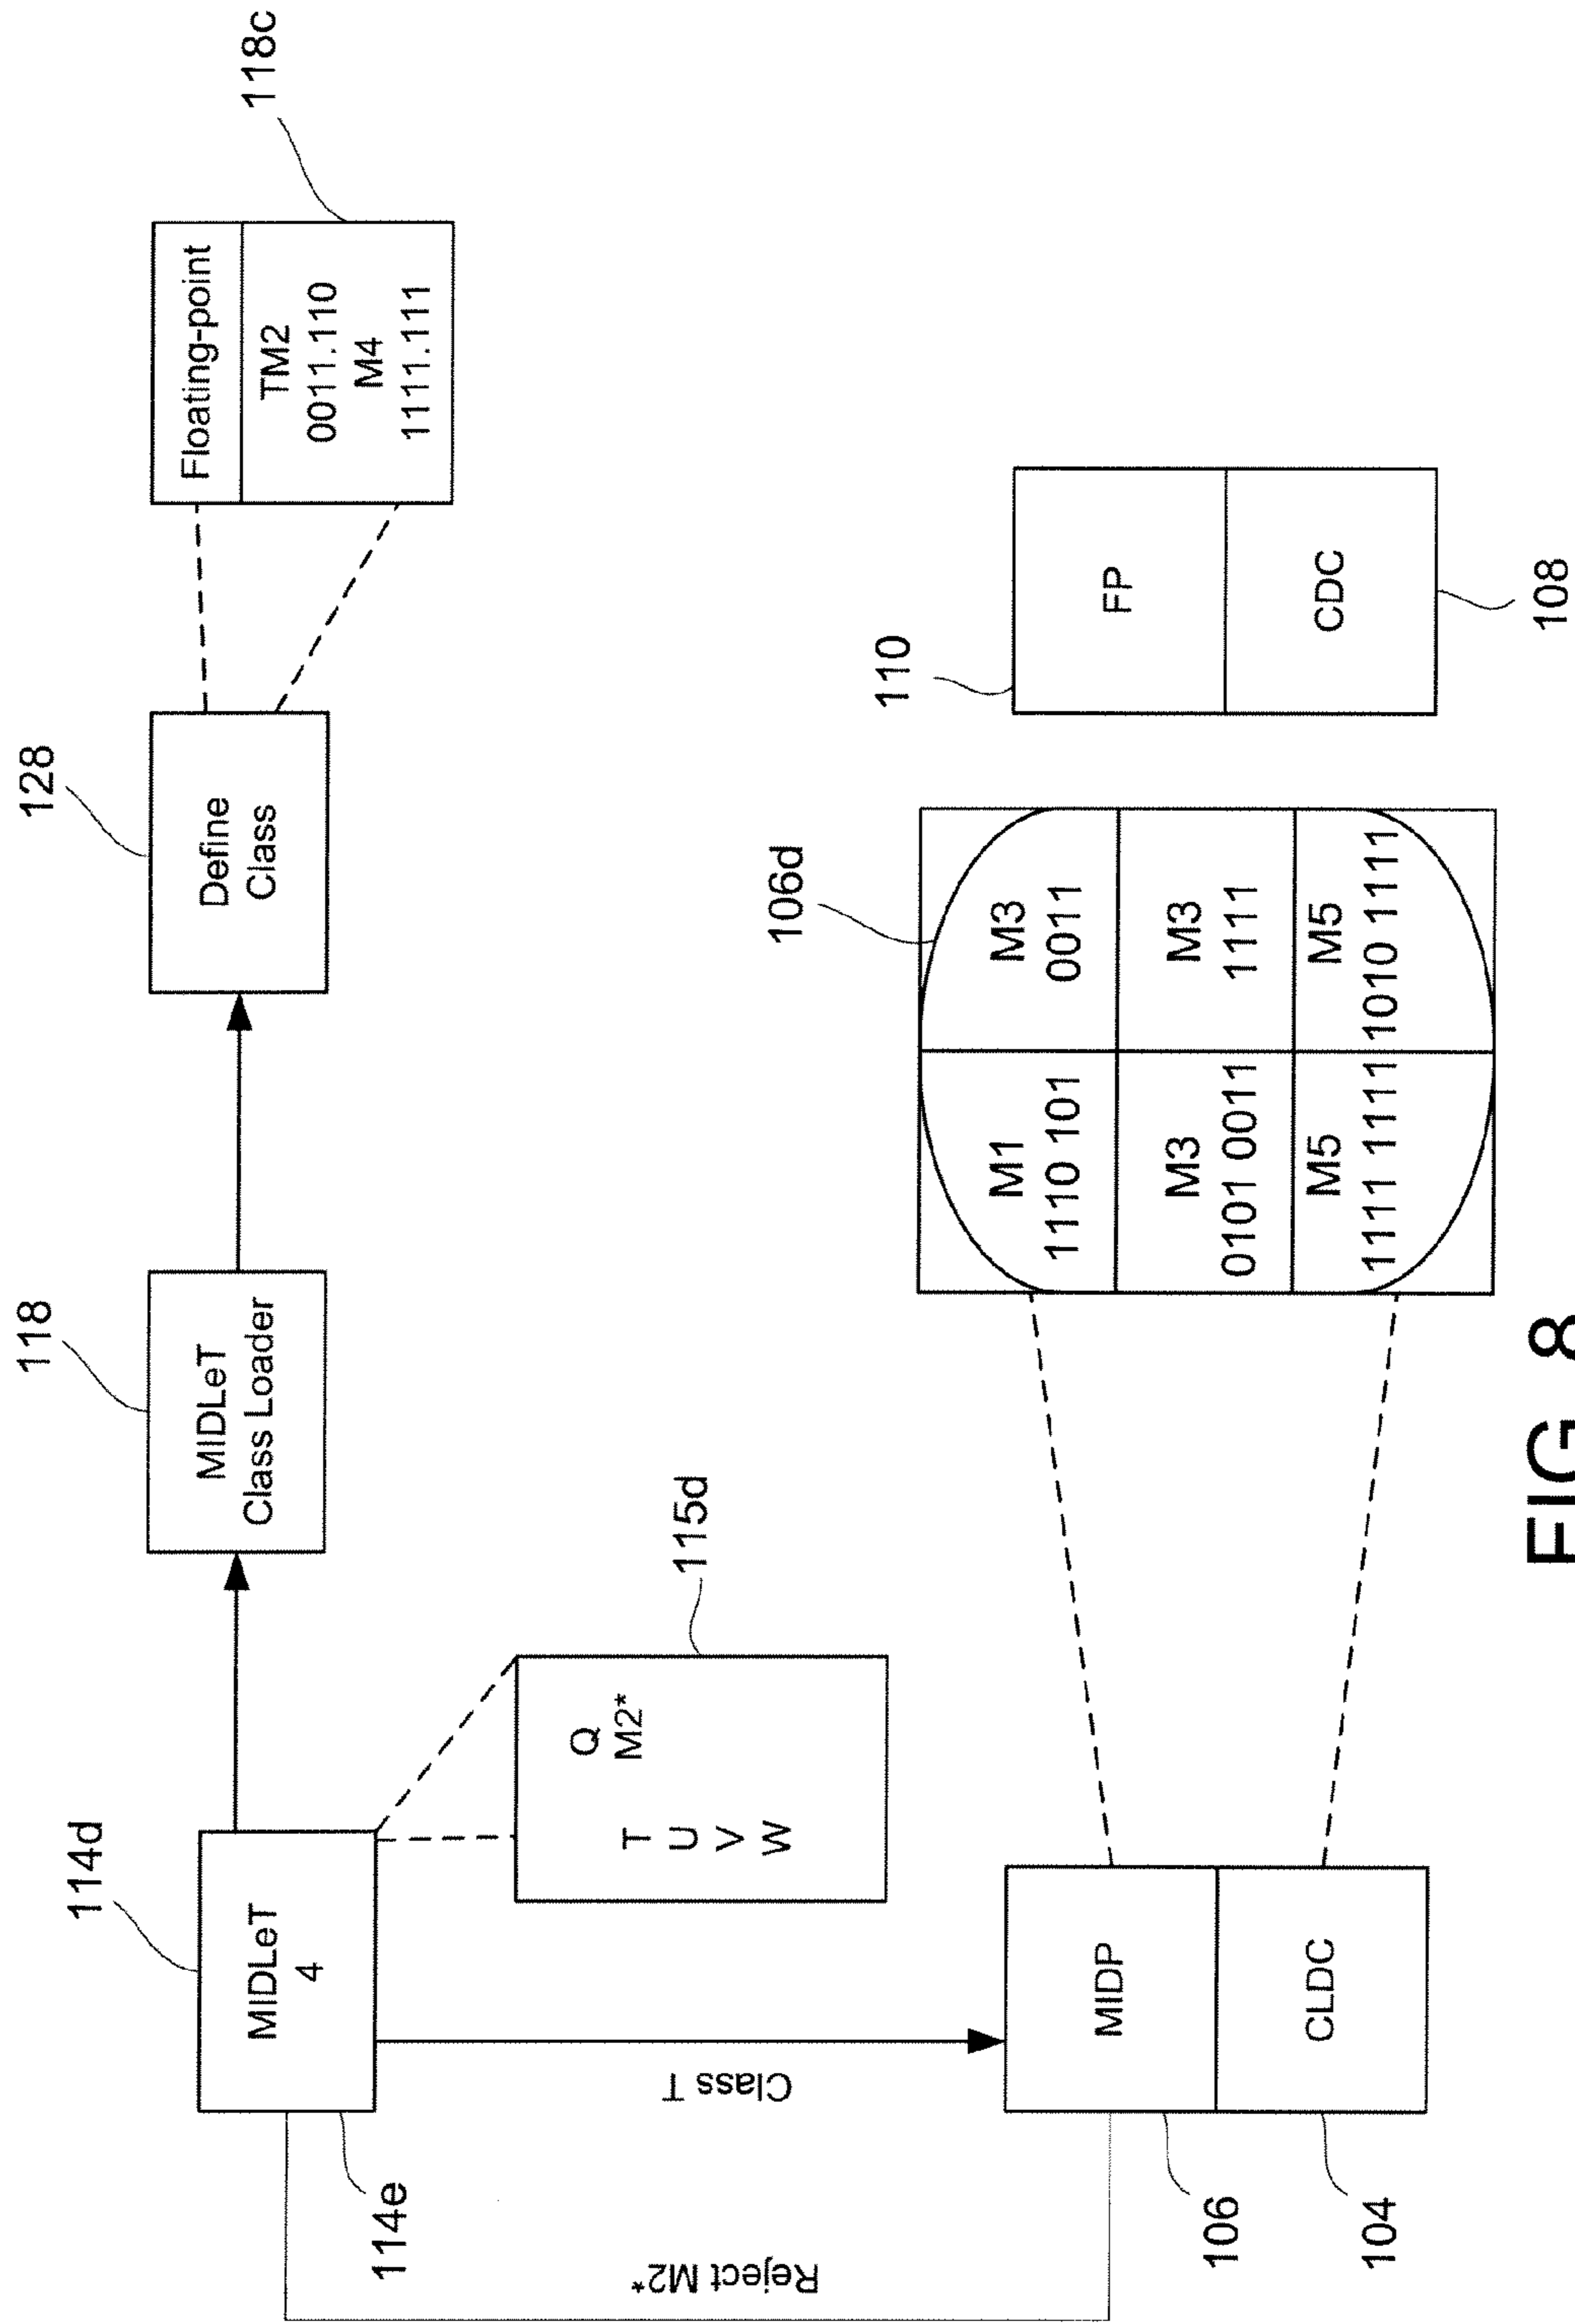 114d
MIDLeT
4
114e
118
MIDLeT
Class Loader
128
Define
Class
118c
Floating-point
TM2
0011.110
M4
1111.111
115d
Q
M2*
T
U
V
W
Class T
Reject M2*
MIDP
CLDC
106
104
106d
M1
1110 101
M3
0011
M3
0101 0011
M3
1111
M5
1111 1111
M5
1010 1111
110
FP
CDC
108
FIG. 8